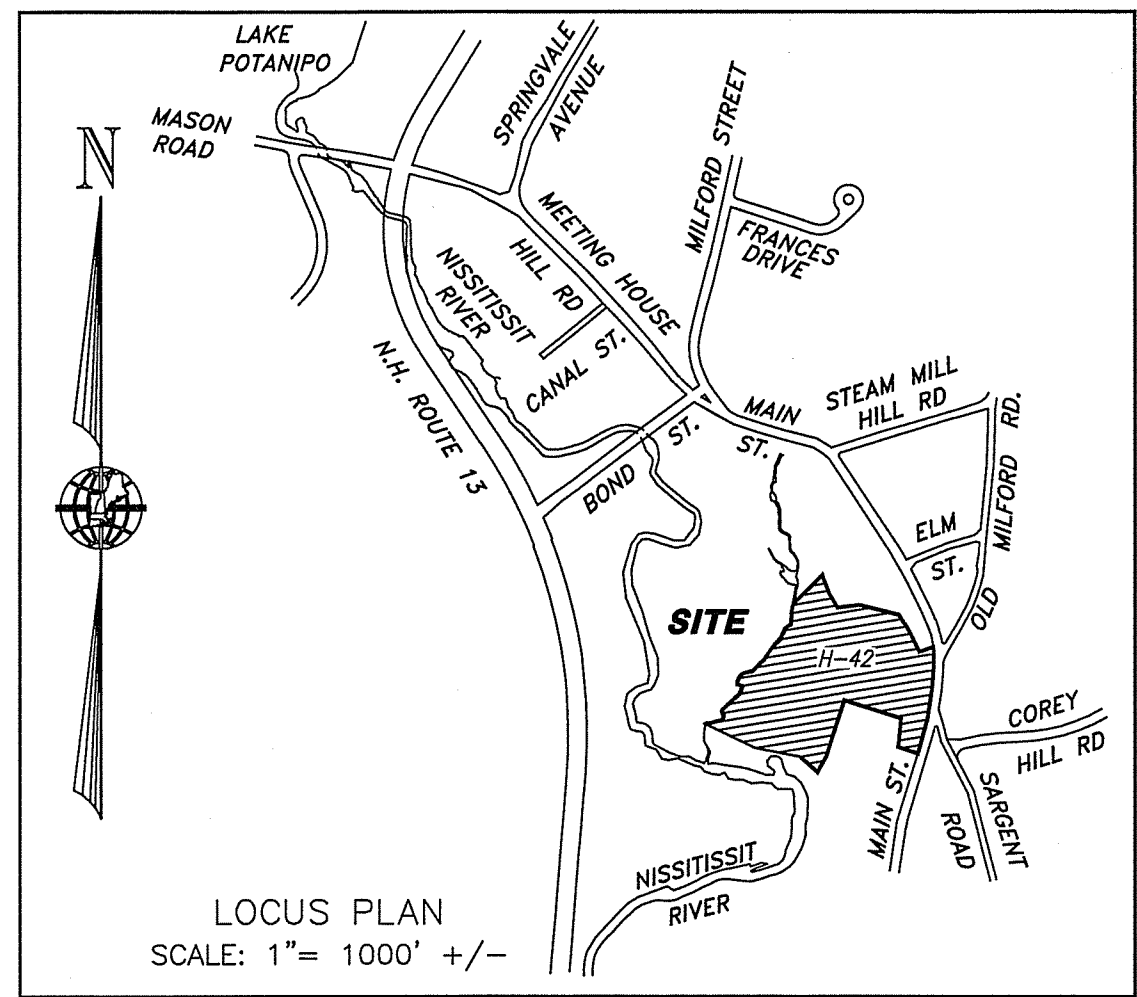 LAKE
POTANIPO
MASON
ROAD
SPRINGVALE
AVENUE
MILFORD STREET
N
FRANCES
DRIVE
MEETING HOUSE
HILL RD
NISSITISSIT
RIVER
CANAL ST.
N.H. ROUTE 13
BOND
ST.
MAIN
ST.
STEAM MILL
HILL RD
OLD
MILFORD RD.
ELM
ST.
SITE
H-42
COREY
HILL RD
MAIN ST.
SARGENT
ROAD
NISSITISSIT
RIVER
LOCUS PLAN
SCALE: 1"= 1000' +/-